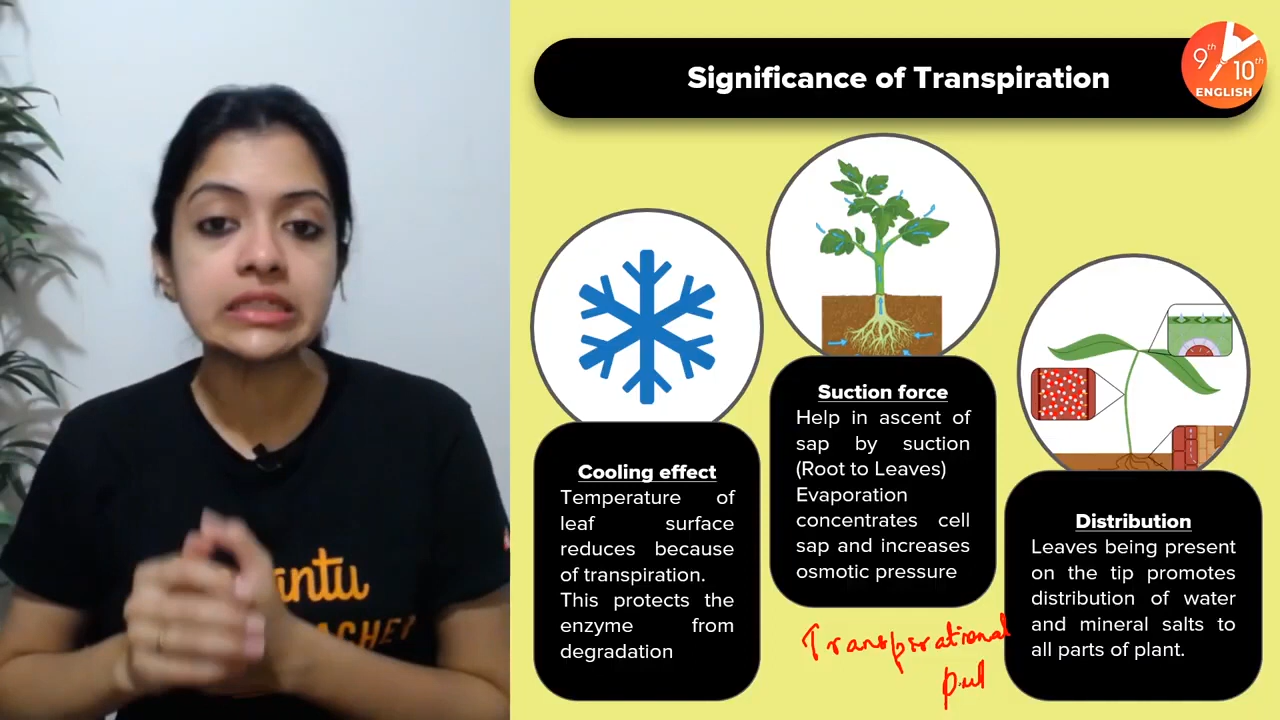 Significance of Transpiration
9th
10th
ENGLISH
Cooling effect
Temperature of
leaf surface
reduces because
of transpiration.
This protects the
enzyme from
degradation
Suction force
Help in ascent of
sap by suction
(Root to Leaves)
Evaporation
concentrates cell
sap and increases
osmotic pressure
Distribution
Leaves being present
on the tip promotes
distribution of water
and mineral salts to
all parts of plant.
Transpirational
pul
antu
ACHER